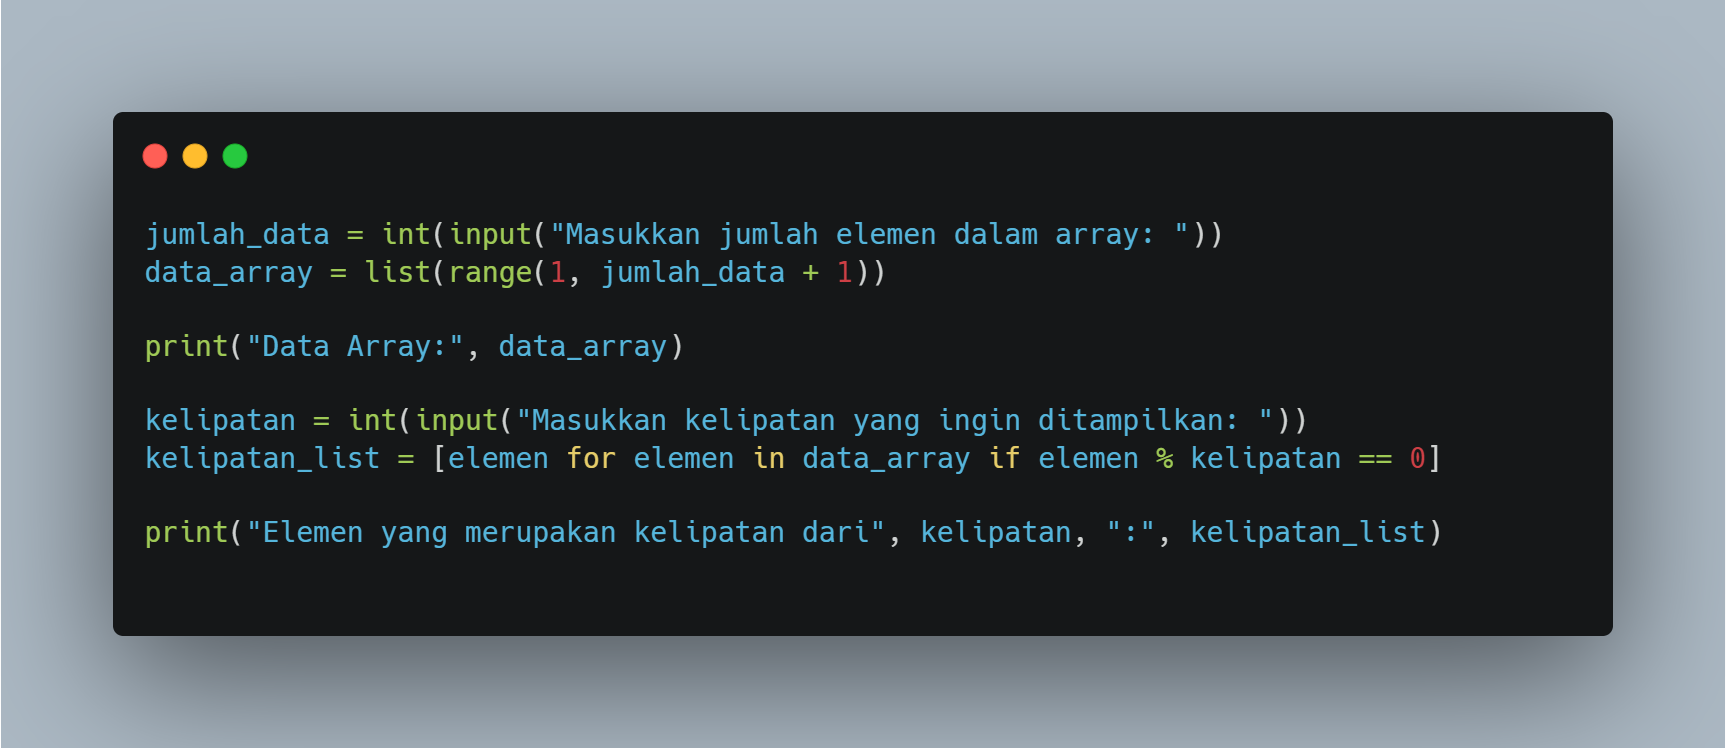 jumlah_data = int(input("Masukkan jumlah elemen dalam array: "))
data_array = list(range(1, jumlah_data + 1))
print("Data Array:", data_array)
kelipatan = int(input("Masukkan kelipatan yang ingin ditampilkan: "))
kelipatan_list = [elemen for elemen in data_array if elemen % kelipatan == 0]
print("Elemen yang merupakan kelipatan dari", kelipatan, ":", kelipatan_list)